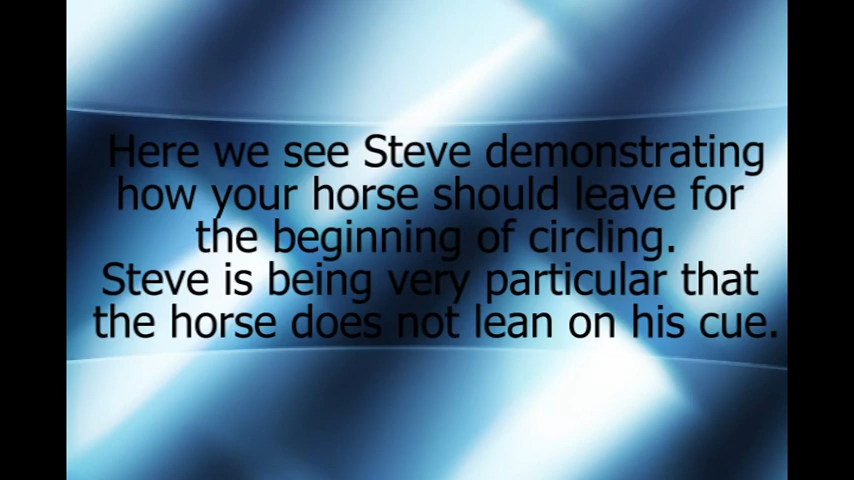 Here we see Steve demonstrating
how your horse should leave for
the beginning of circling.
Steve is being very particular that
the horse does not lean on his cue.